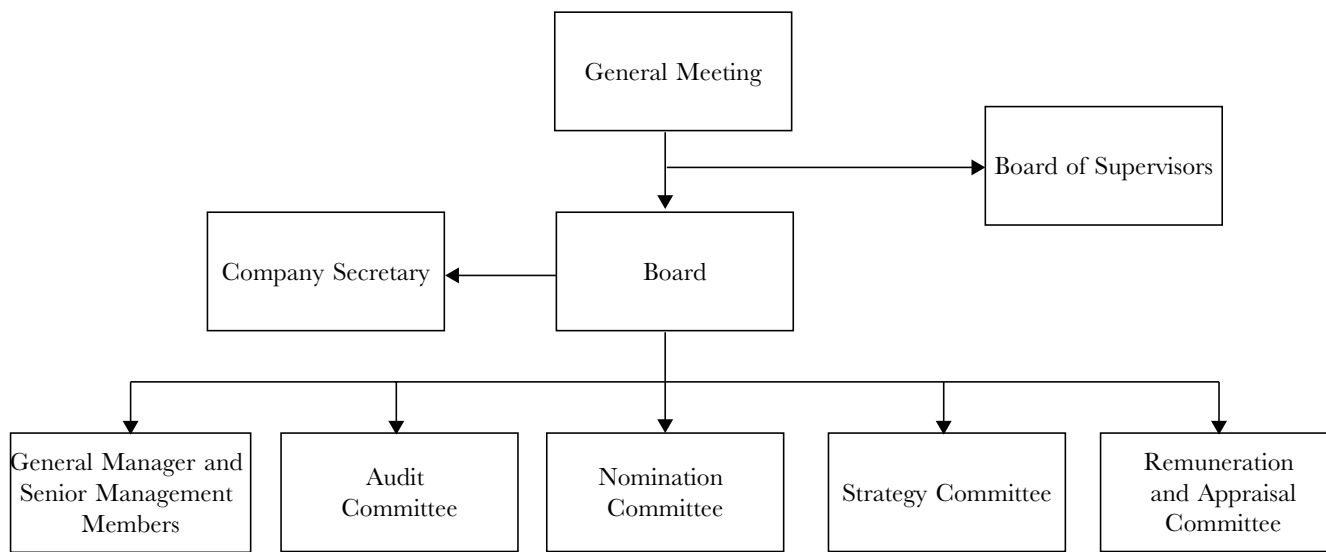 General Meeting
Board of Supervisors
Company Secretary
Board
General Manager and
Senior Management
Members
Audit
Committee
Nomination
Committee
Strategy Committee
Remuneration
and Appraisal
Committee